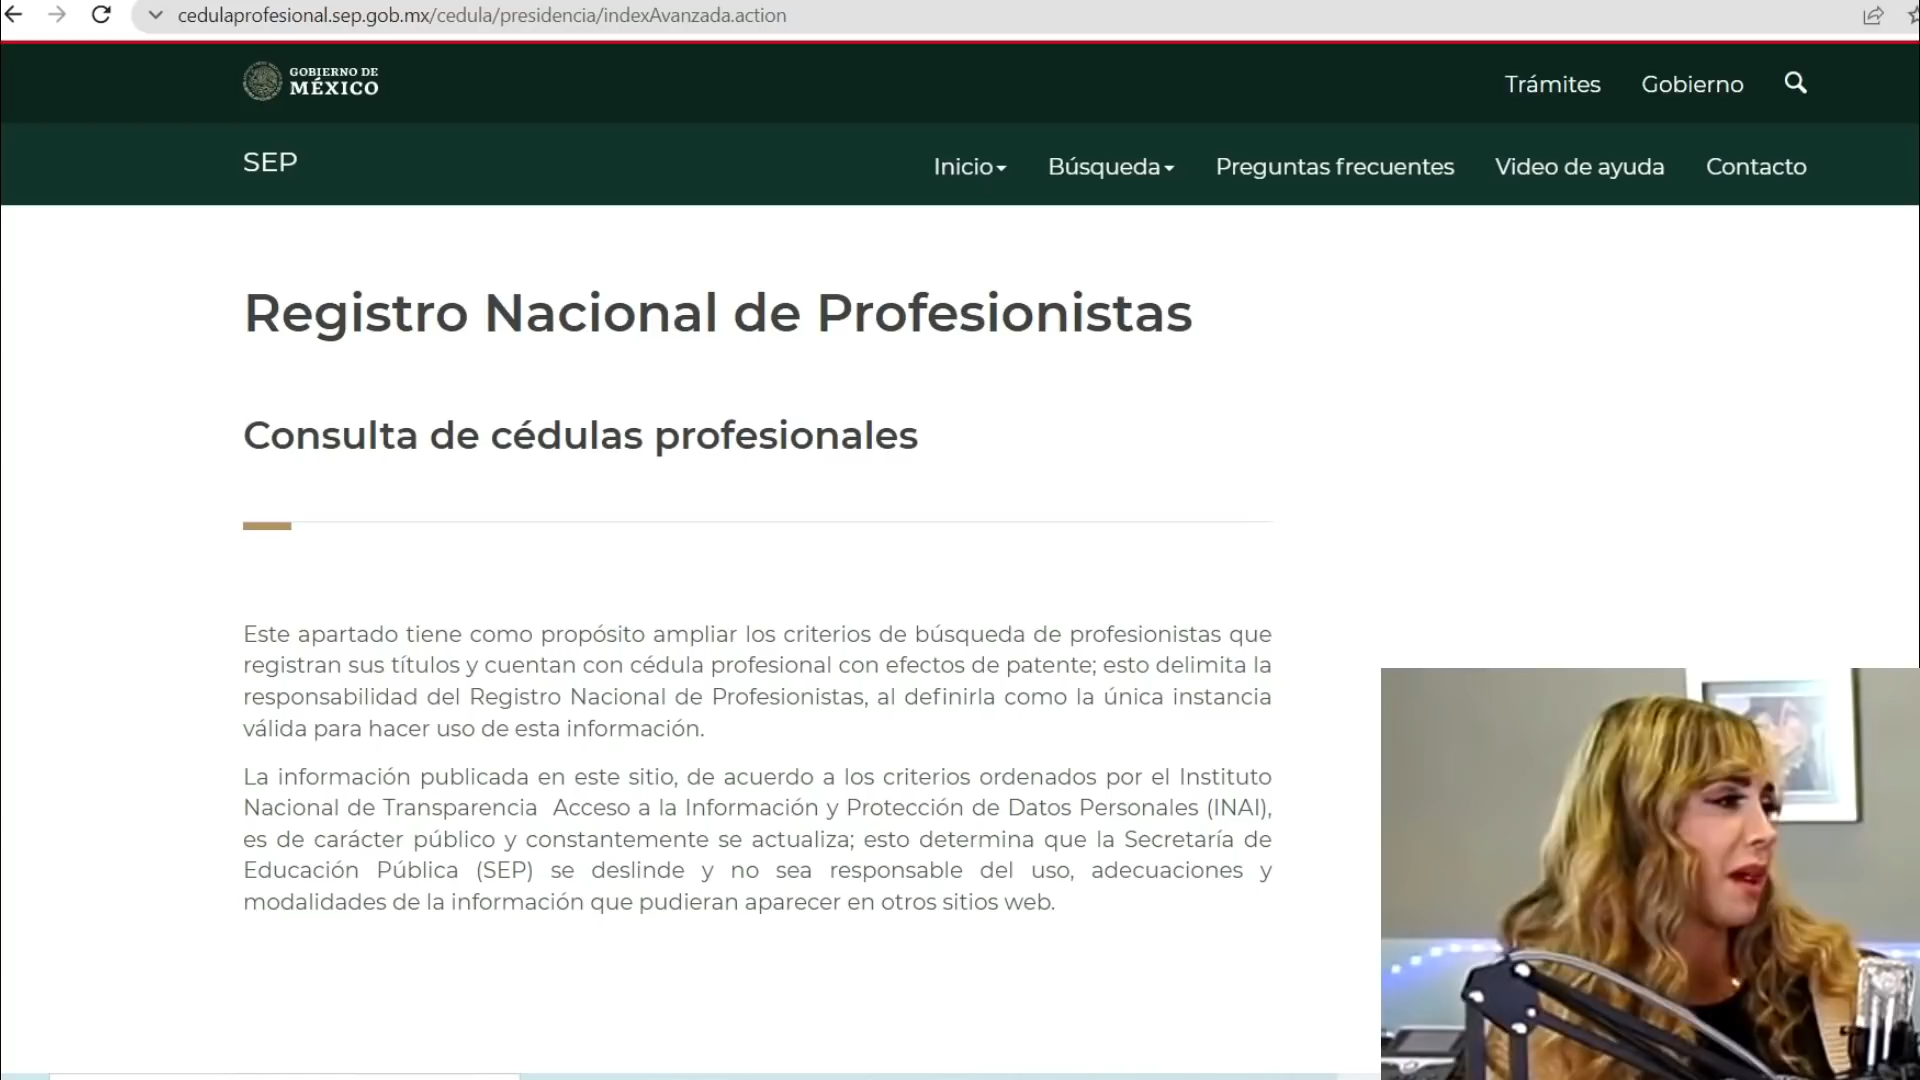 cedulaprofesional.sep.gob.mx/cedula/presidencia/indexAvanzada.action
GOBIERNO DE
MÉXICO
Trámites
Gobierno
SEP
Inicio
Búsqueda
Preguntas frecuentes
Video de ayuda
Contacto
Registro Nacional de Profesionistas
Consulta de cédulas profesionales
Este apartado tiene como propósito ampliar los criterios de búsqueda de profesionistas que
registran sus títulos y cuentan con cédula profesional con efectos de patente; esto delimita la
responsabilidad del Registro Nacional de Profesionistas, al definirla como la única instancia
válida para hacer uso de esta información.
La información publicada en este sitio, de acuerdo a los criterios ordenados por el Instituto
Nacional de Transparencia Acceso a la Información y Protección de Datos Personales (INAI),
es de carácter público y constantemente se actualiza; esto determina que la Secretaría de
Educación Pública (SEP) se deslinde y no sea responsable del uso, adecuaciones y
modalidades de la información que pudieran aparecer en otros sitios web.